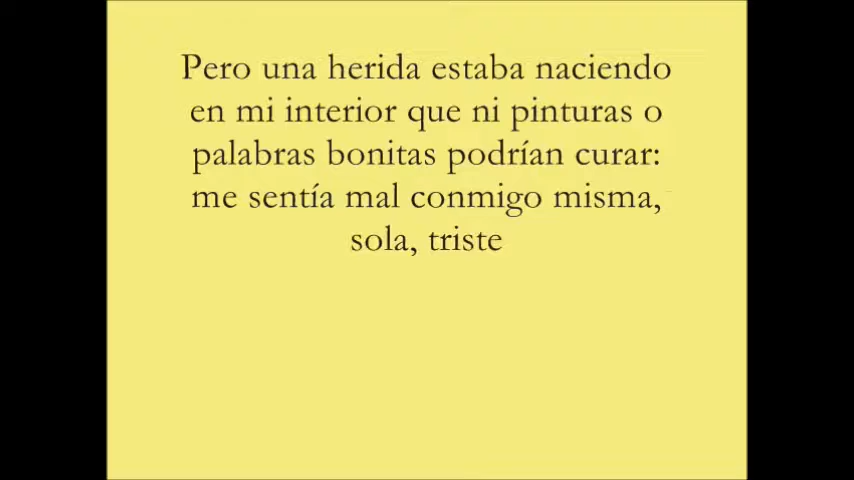 Pero una herida estaba naciendo
en mi interior que ni pinturas o
palabras bonitas podrían curar:
me sentía mal conmigo misma,
sola, triste